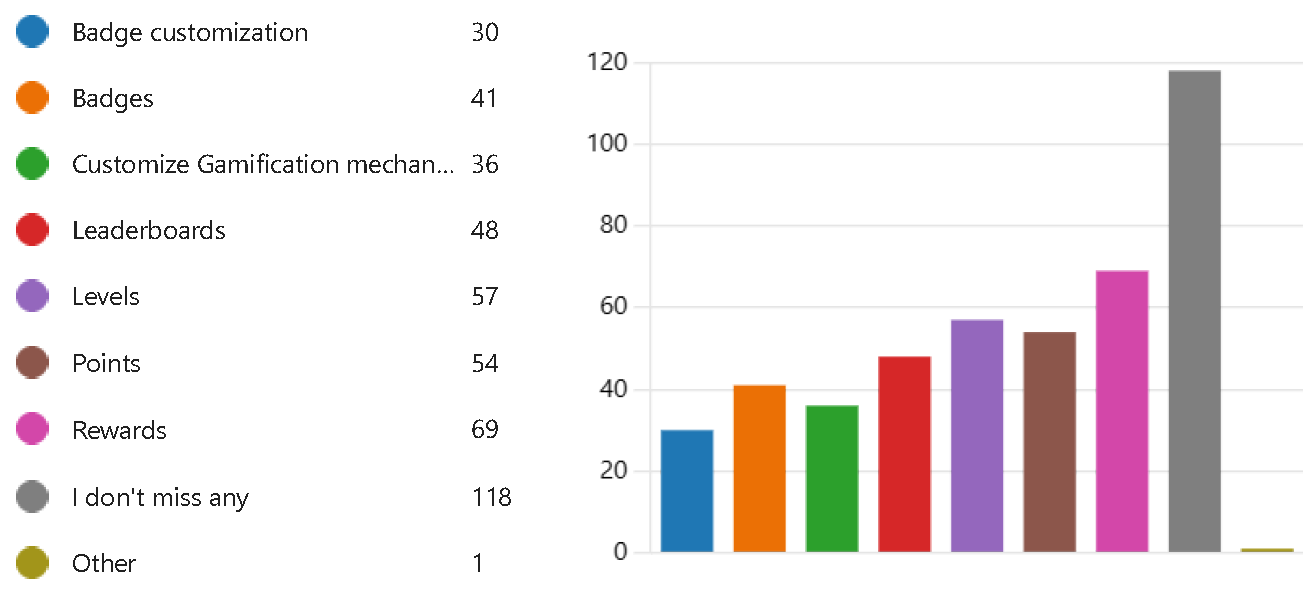 Badge customization 30
Badges 41
Customize Gamification mechan... 36
Leaderboards 48
Levels 57
Points 54
Rewards 69
I don't miss any 118
Other 1
120
100
80
60
40
20
0